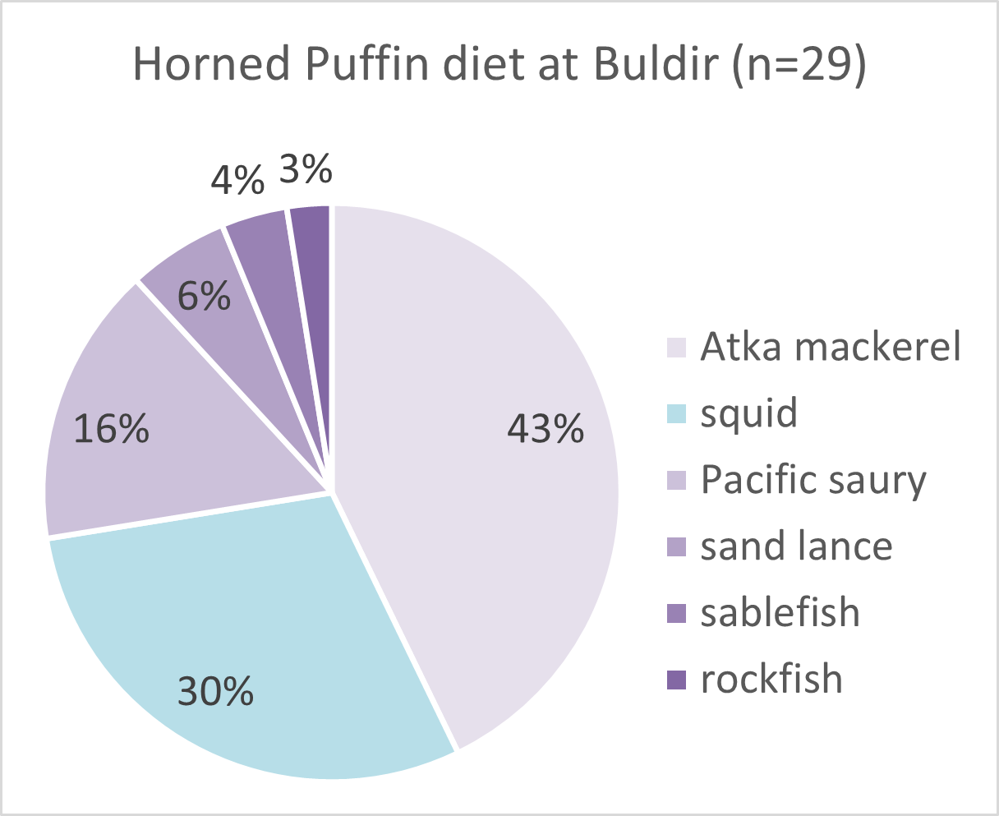 Horned Puffin diet at Buldir (n=29)
4%
3%
6%
16%
43%
30%
Atka mackerel
squid
Pacific saury
sand lance
sablefish
rockfish